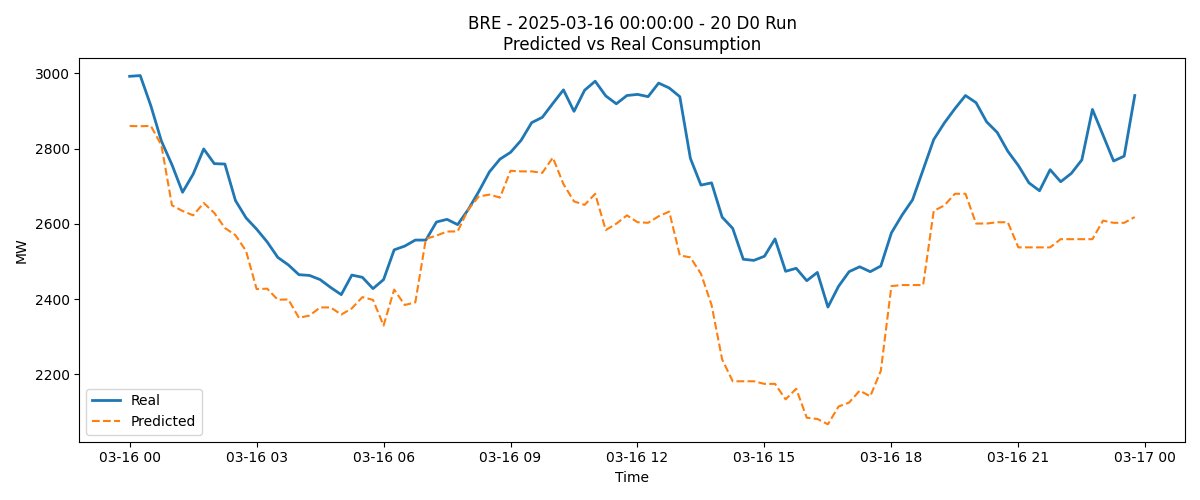 BRE - 2025-03-16 00:00:00 - 20 D0 Run
Predicted vs Real Consumption
MW
3000
2800
2600
2400
2200
Real
Predicted
03-16 00
03-16 03
03-16 06
03-16 09
03-16 12
03-16 15
03-16 18
03-16 21
03-17 00
Time